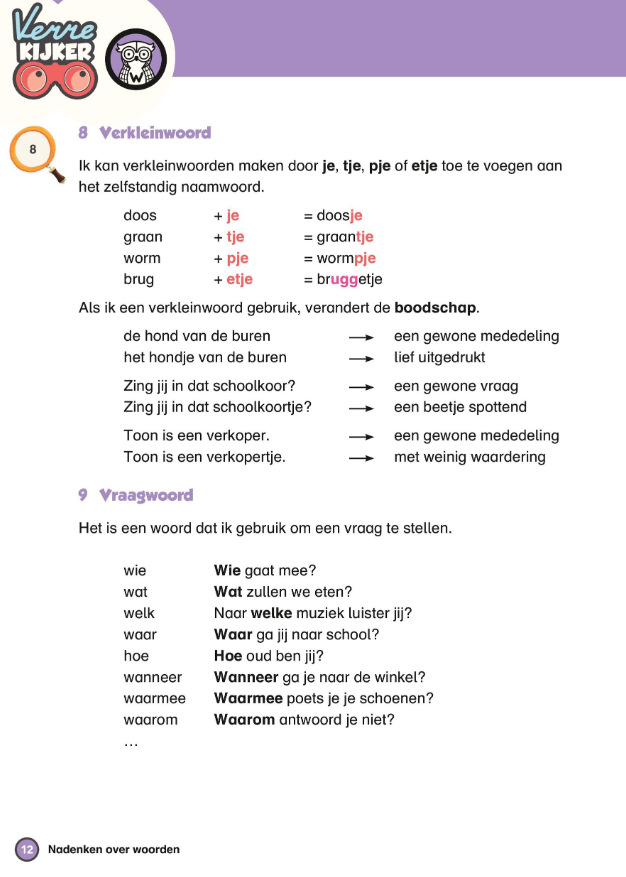 Verre
KIJKER
W
8 Verkleinwoord
8
Ik kan verkleinwoorden maken door je, tje, pje of etje toe te voegen aan
het zelfstandig naamwoord.
doos + je = doosje
graan + tje = graantje
worm + pje = wormpje
brug + etje = bruggetje
Als ik een verkleinwoord gebruik, verandert de boodschap.
de hond van de buren → een gewone mededeling
het hondje van de buren → lief uitgedrukt
Zing jij in dat schoolkoor? → een gewone vraag
Zing jij in dat schoolkoortje? → een beetje spottend
Toon is een verkoper. → een gewone mededeling
Toon is een verkopertje. → met weinig waardering
9 Vraagwoord
Het is een woord dat ik gebruik om een vraag te stellen.
wie Wie gaat mee?
wat Wat zullen we eten?
welk Naar welke muziek luister jij?
waar Waar ga jij naar school?
hoe Hoe oud ben jij?
wanneer Wanneer ga je naar de winkel?
waarmee Waarmee poets je je schoenen?
waarom Waarom antwoord je niet?
...
12 Nadenken over woorden